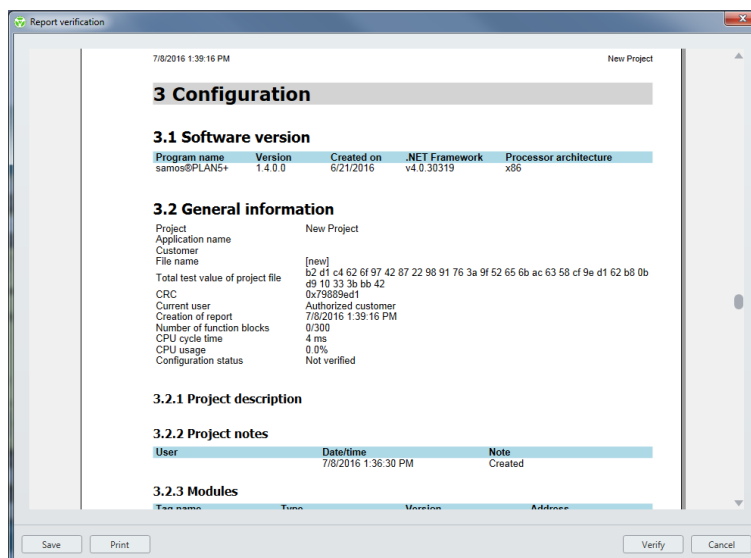 Report verification
7/8/2016 1:39:16 PM New Project
3 Configuration
3.1 Software version
Program name Version Created on .NET Framework Processor architecture
samos®PLAN5+ 1.4.0.0 6/21/2016 v4.0.30319 x86
3.2 General information
Project New Project
Application name
Customer
File name [new]
Total test value of project file b2 d1 c4 62 6f 97 42 87 22 98 91 76 3a 9f 52 65 6b ac 63 58 cf 9e d1 62 b8 0b
d9 10 33 3b bb 42
CRC 0x79889ed1
Current user Authorized customer
Creation of report 7/8/2016 1:39:16 PM
Number of function blocks 0/300
CPU cycle time 4 ms
CPU usage 0.0%
Configuration status Not verified
3.2.1 Project description
3.2.2 Project notes
User Date/time Note
7/8/2016 1:36:30 PM Created
3.2.3 Modules
Tag name Type Version Address
Save Print Verify Cancel